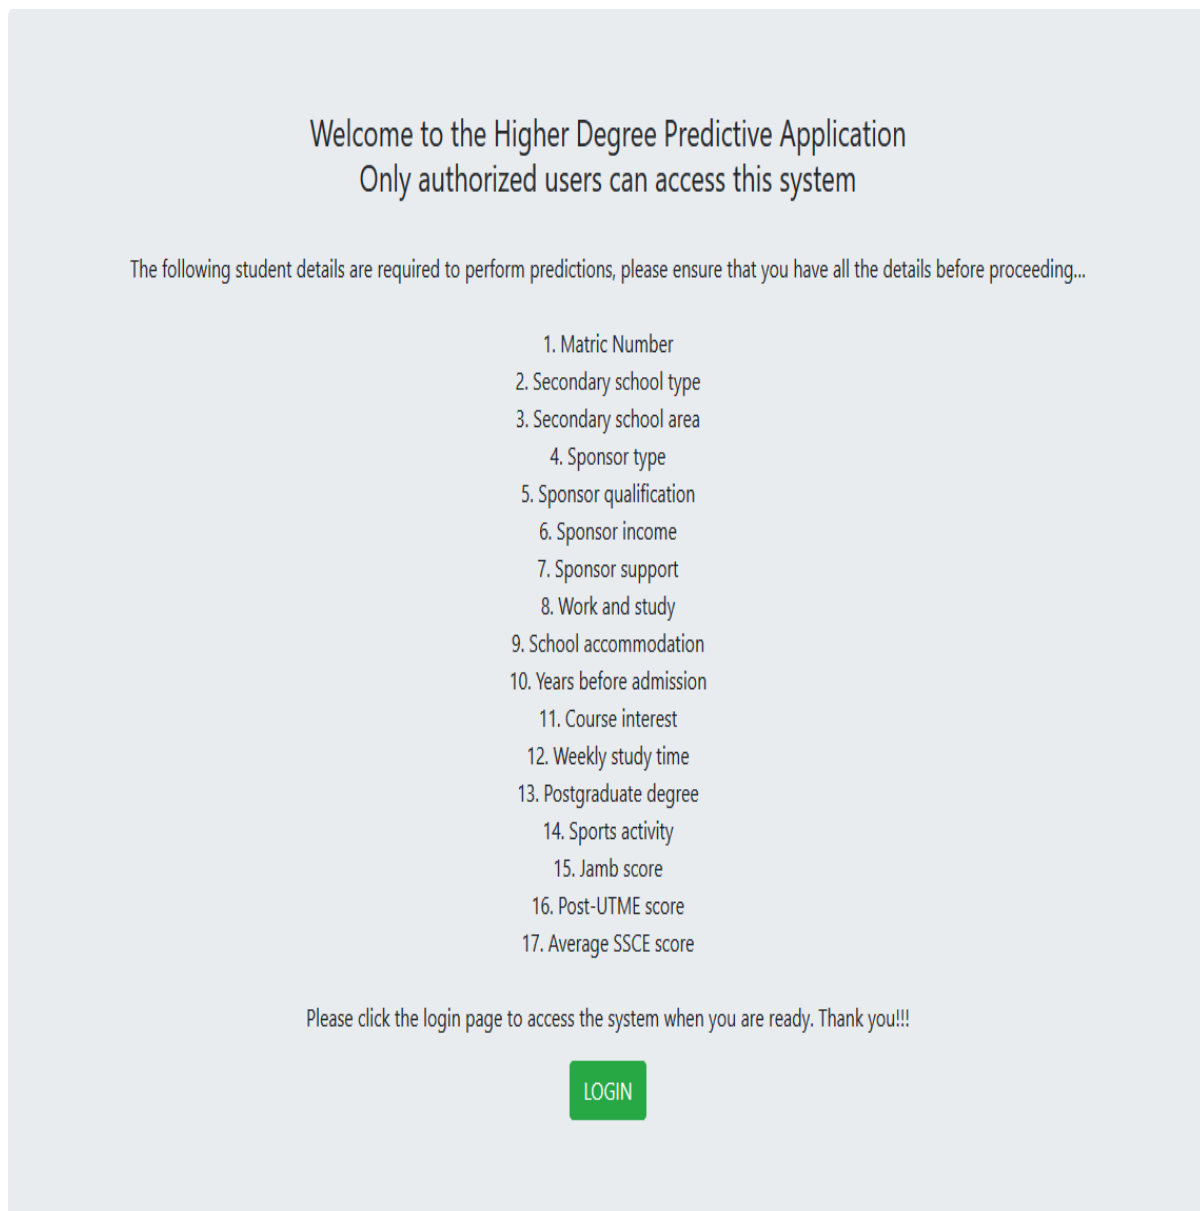 Welcome to the Higher Degree Predictive Application
Only authorized users can access this system
The following student details are required to perform predictions, please ensure that you have all the details before proceeding...
1. Matric Number
2. Secondary school type
3. Secondary school area
4. Sponsor type
5. Sponsor qualification
6. Sponsor income
7. Sponsor support
8. Work and study
9. School accommodation
10. Years before admission
11. Course interest
12. Weekly study time
13. Postgraduate degree
14. Sports activity
15. Jamb score
16. Post-UTME score
17. Average SSCE score
Please click the login page to access the system when you are ready. Thank you!!!
LOGIN